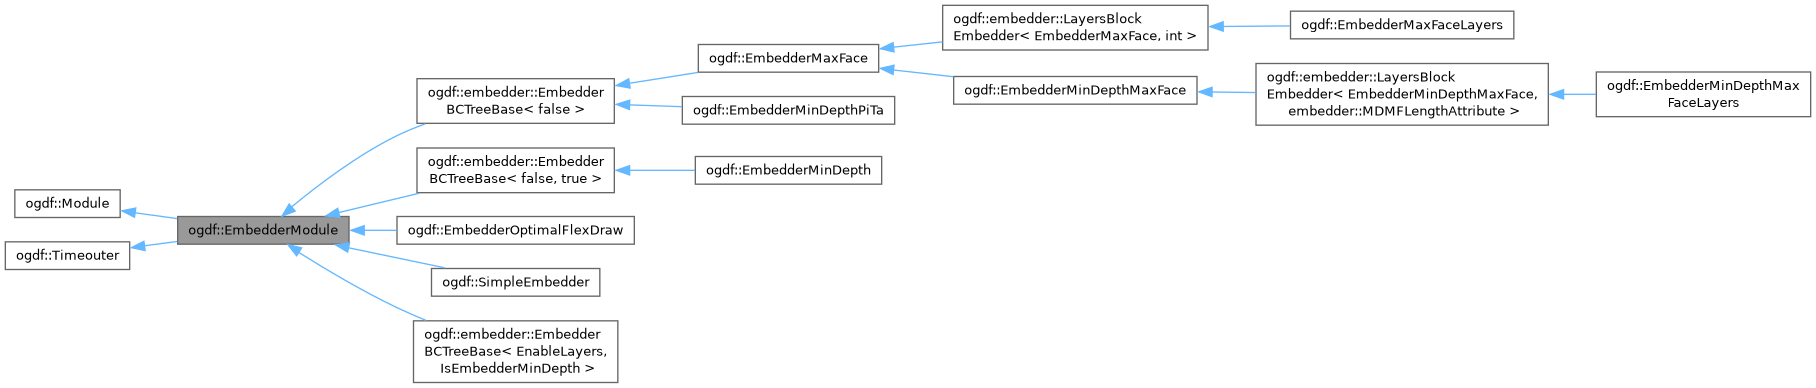 ogdf::Module
ogdf::Timeouter
ogdf::EmbedderModule
ogdf::embedder::Embedder
BCTreeBase< false >
ogdf::embedder::Embedder
BCTreeBase< false, true >
ogdf::EmbedderOptimalFlexDraw
ogdf::SimpleEmbedder
ogdf::embedder::Embedder
BCTreeBase< EnableLayers,
IsEmbedderMinDepth >
ogdf::EmbedderMaxFace
ogdf::EmbedderMinDepthPiTa
ogdf::EmbedderMinDepth
ogdf::embedder::LayersBlock
Embedder< EmbedderMaxFace, int >
ogdf::EmbedderMinDepthMaxFace
ogdf::EmbedderMaxFaceLayers
ogdf::embedder::LayersBlock
Embedder< EmbedderMinDepthMaxFace,
embedder::MDMFLengthAttribute >
ogdf::EmbedderMinDepthMax
FaceLayers